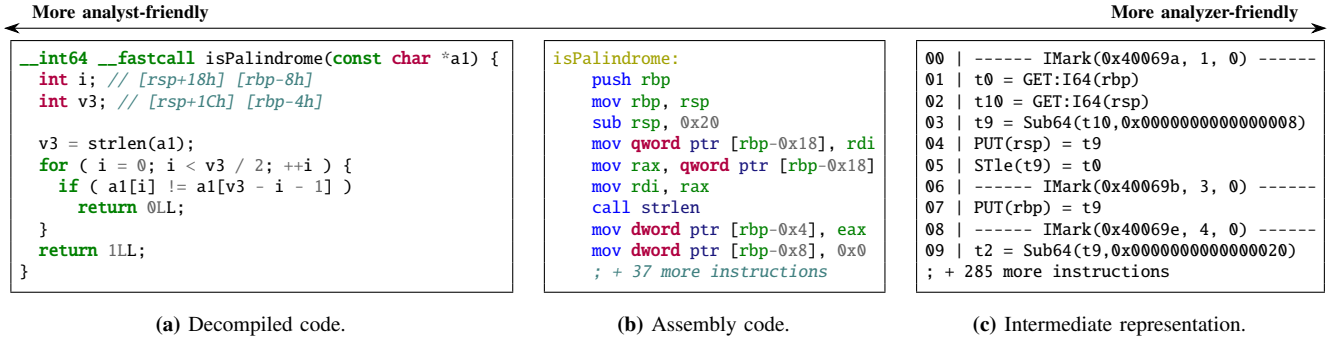 More analyst-friendly
More analyzer-friendly
__int64 __fastcall isPalindrome(const char *a1) {
  int i; // [rsp+18h] [rbp-8h]
  int v3; // [rsp+1Ch] [rbp-4h]

  v3 = strlen(a1);
  for ( i = 0; i < v3 / 2; ++i ) {
    if ( a1[i] != a1[v3 - i - 1] )
      return 0LL;
  }
  return 1LL;
}
(a) Decompiled code.
isPalindrome:
    push rbp
    mov rbp, rsp
    sub rsp, 0x20
    mov qword ptr [rbp-0x18], rdi
    mov rax, qword ptr [rbp-0x18]
    mov rdi, rax
    call strlen
    mov dword ptr [rbp-0x4], eax
    mov dword ptr [rbp-0x8], 0x0
    ; + 37 more instructions
(b) Assembly code.
00 | ------ IMark(0x40069a, 1, 0) ------
01 | t0 = GET:I64(rbp)
02 | t10 = GET:I64(rsp)
03 | t9 = Sub64(t10,0x0000000000000008)
04 | PUT(rsp) = t9
05 | STle(t9) = t0
06 | ------ IMark(0x40069b, 3, 0) ------
07 | PUT(rbp) = t9
08 | ------ IMark(0x40069e, 4, 0) ------
09 | t2 = Sub64(t9,0x0000000000000020)
; + 285 more instructions
(c) Intermediate representation.